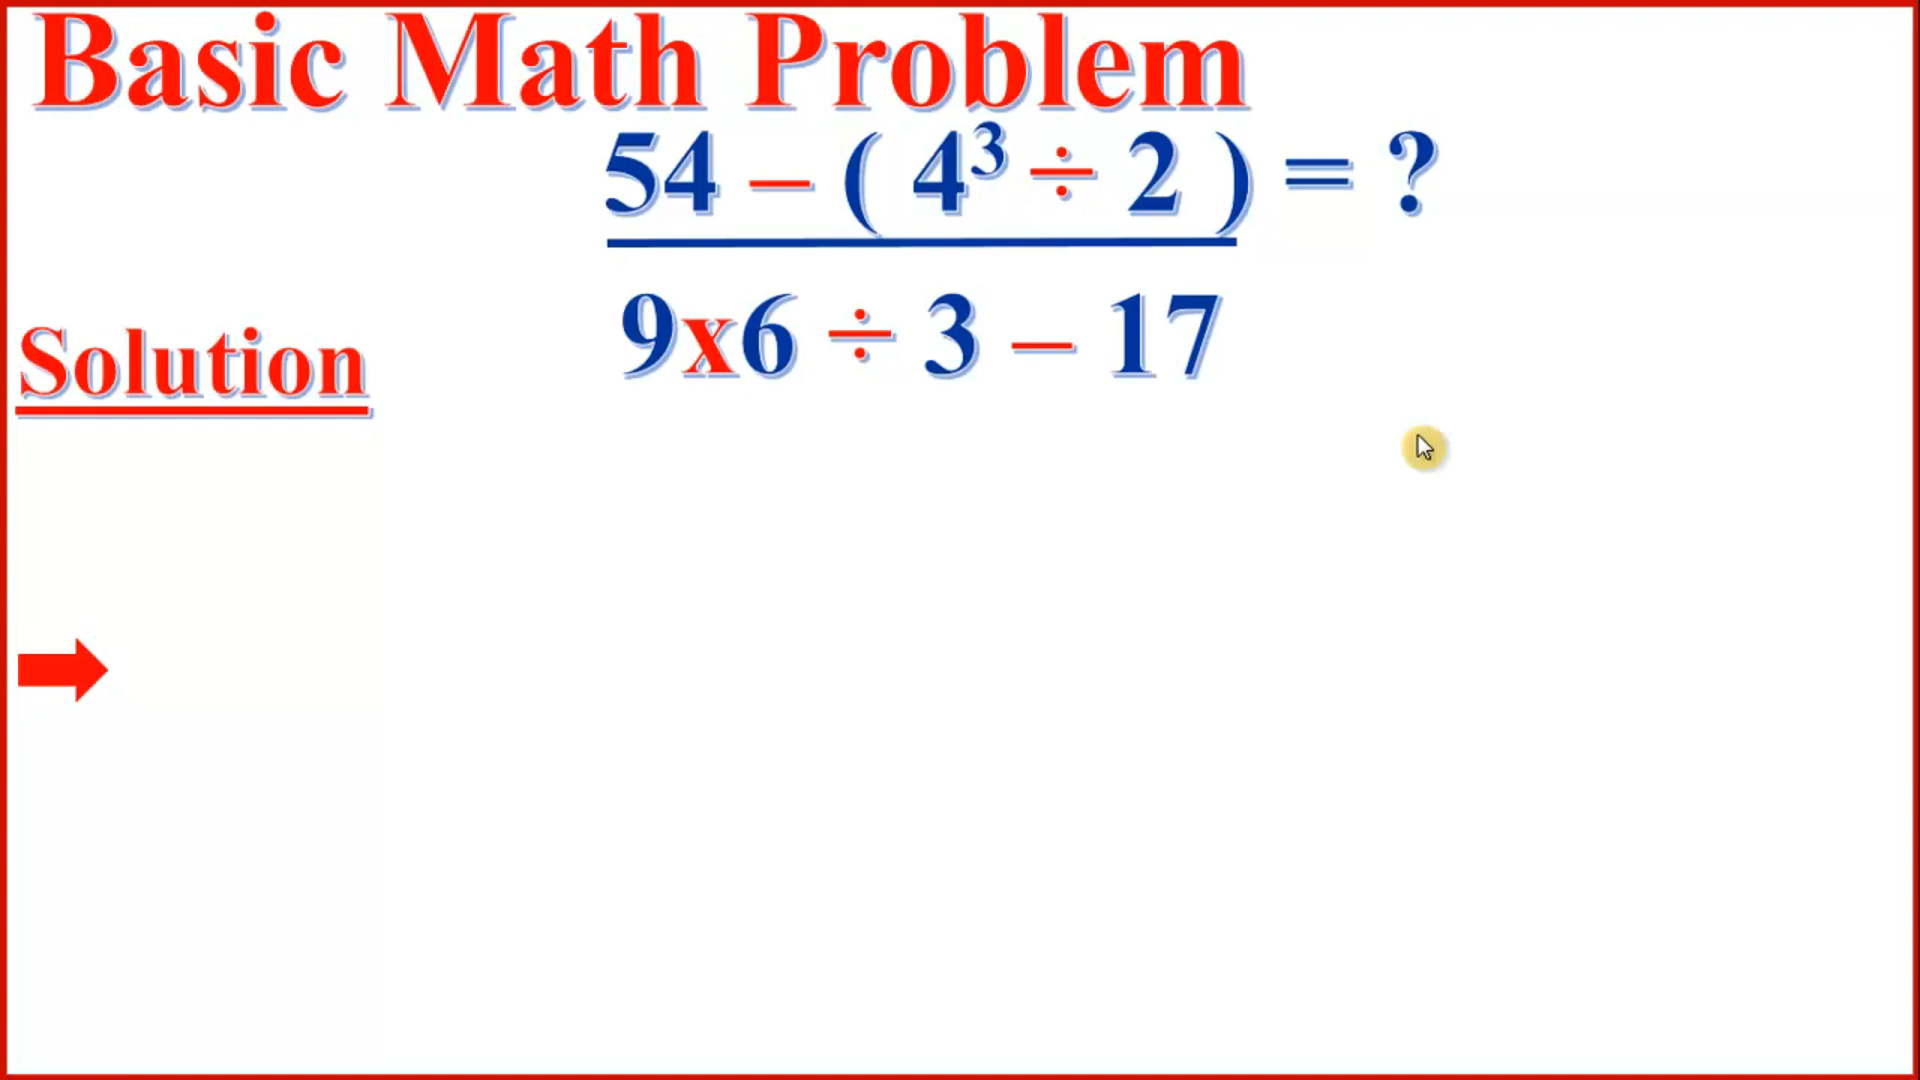 Basic Math Problem
54 – ( 4³ ÷ 2 ) = ?
9x6 ÷ 3 – 17
Solution